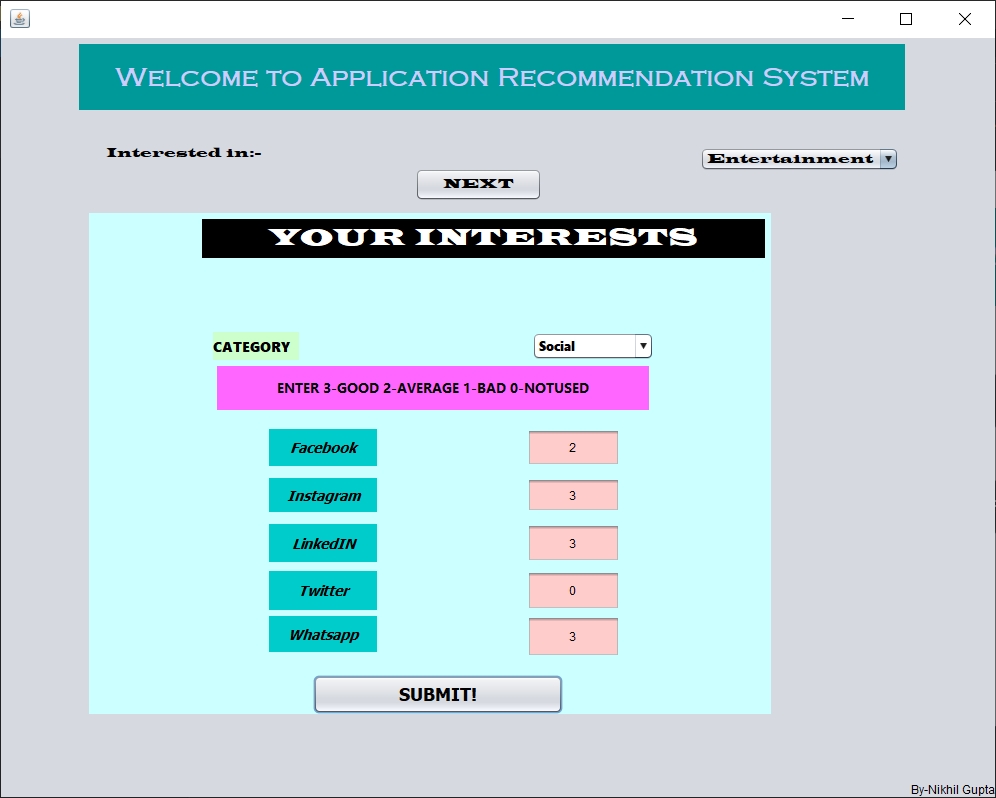 Welcome to Application Recommendation System
Interested in:-
Entertainment
NEXT
YOUR INTERESTS
CATEGORY
Social
ENTER 3-GOOD 2-AVERAGE 1-BAD 0-NOTUSED
Facebook 2
Instagram 3
LinkedIN 3
Twitter 0
Whatsapp 3
SUBMIT!
By-Nikhil Gupta